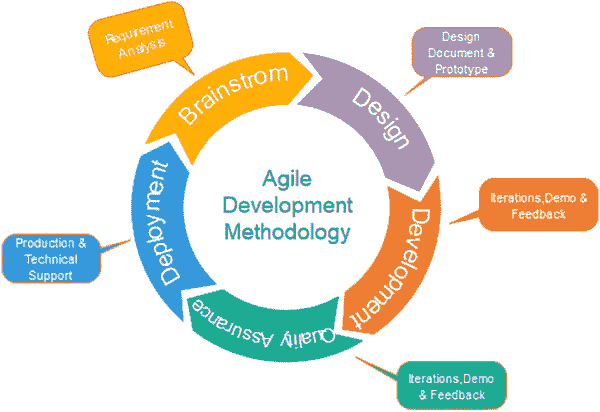 Requirement
Analysis
Brainstrom
Design
Document &
Prototype
Design
Iterations,Demo &
Feedback
Development
Iterations,Demo
& Feedback
Quality Assurance
Production &
Technical
Support
Deployment
Agile
Development
Methodology